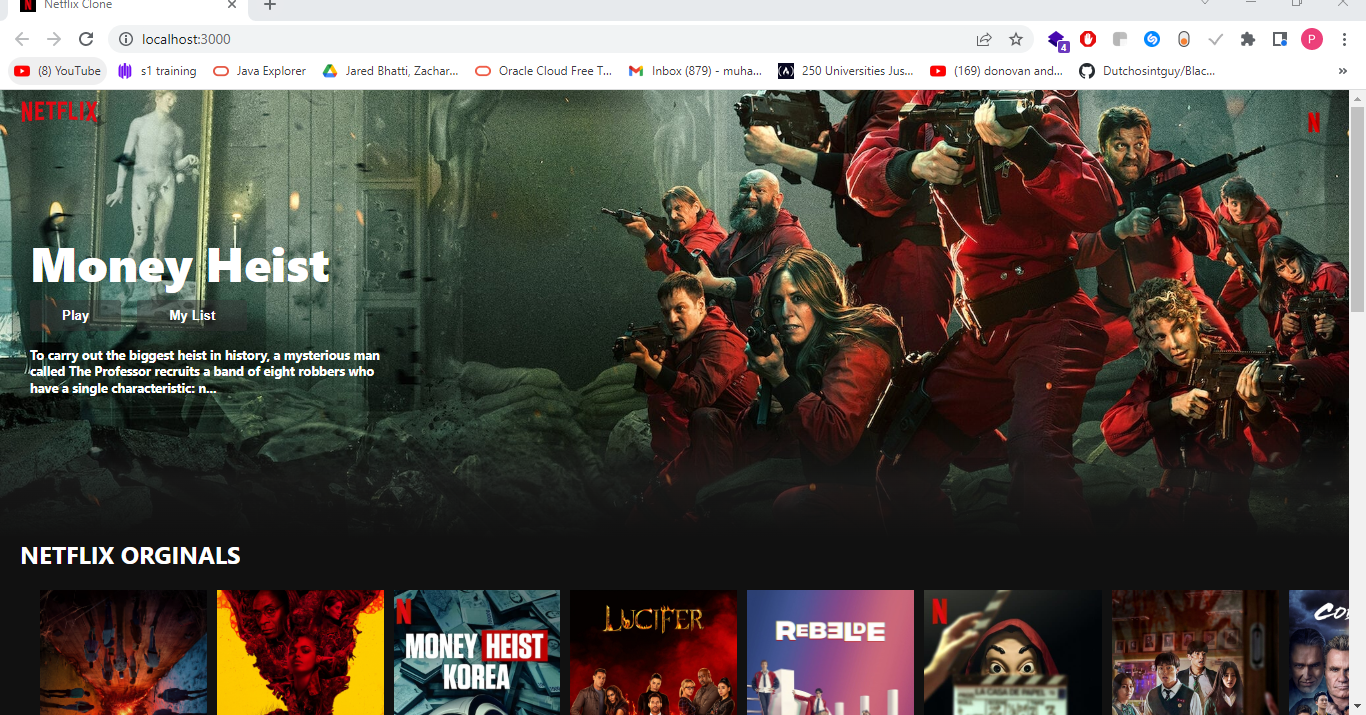 Netflix Clone
localhost:3000
4
P
(8) YouTube
s1 training
Java Explorer
Jared Bhatti, Zachar...
Oracle Cloud Free T...
Inbox (879) - muha...
250 Universities Jus...
(169) donovan and...
Dutchosintguy/Blac...
NETFLIX
N
Money Heist
Play
My List
To carry out the biggest heist in history, a mysterious man
called The Professor recruits a band of eight robbers who
have a single characteristic: n...
NETFLIX ORGINALS
N
MONEY HEIST
KOREA
LUCIFER
REBELDE
N
LA CASA DE PAPEL